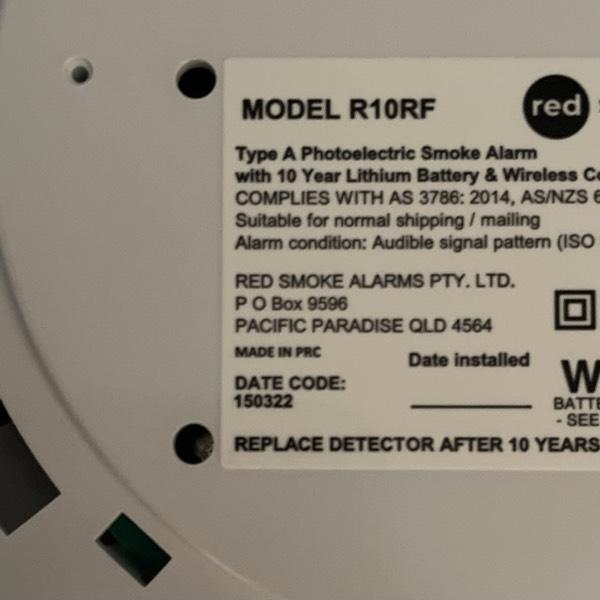 MODEL R10RF
red
Type A Photoelectric Smoke Alarm
with 10 Year Lithium Battery & Wireless
COMPLIES WITH AS 3786: 2014, AS/NZS
Suitable for normal shipping / mailing
Alarm condition: Audible signal pattern (ISO
RED SMOKE ALARMS PTY. LTD.
P O Box 9596
PACIFIC PARADISE QLD 4564
MADE IN PRC
Date installed
DATE CODE:
150322
W
BATTE
- SEE
REPLACE DETECTOR AFTER 10 YEARS